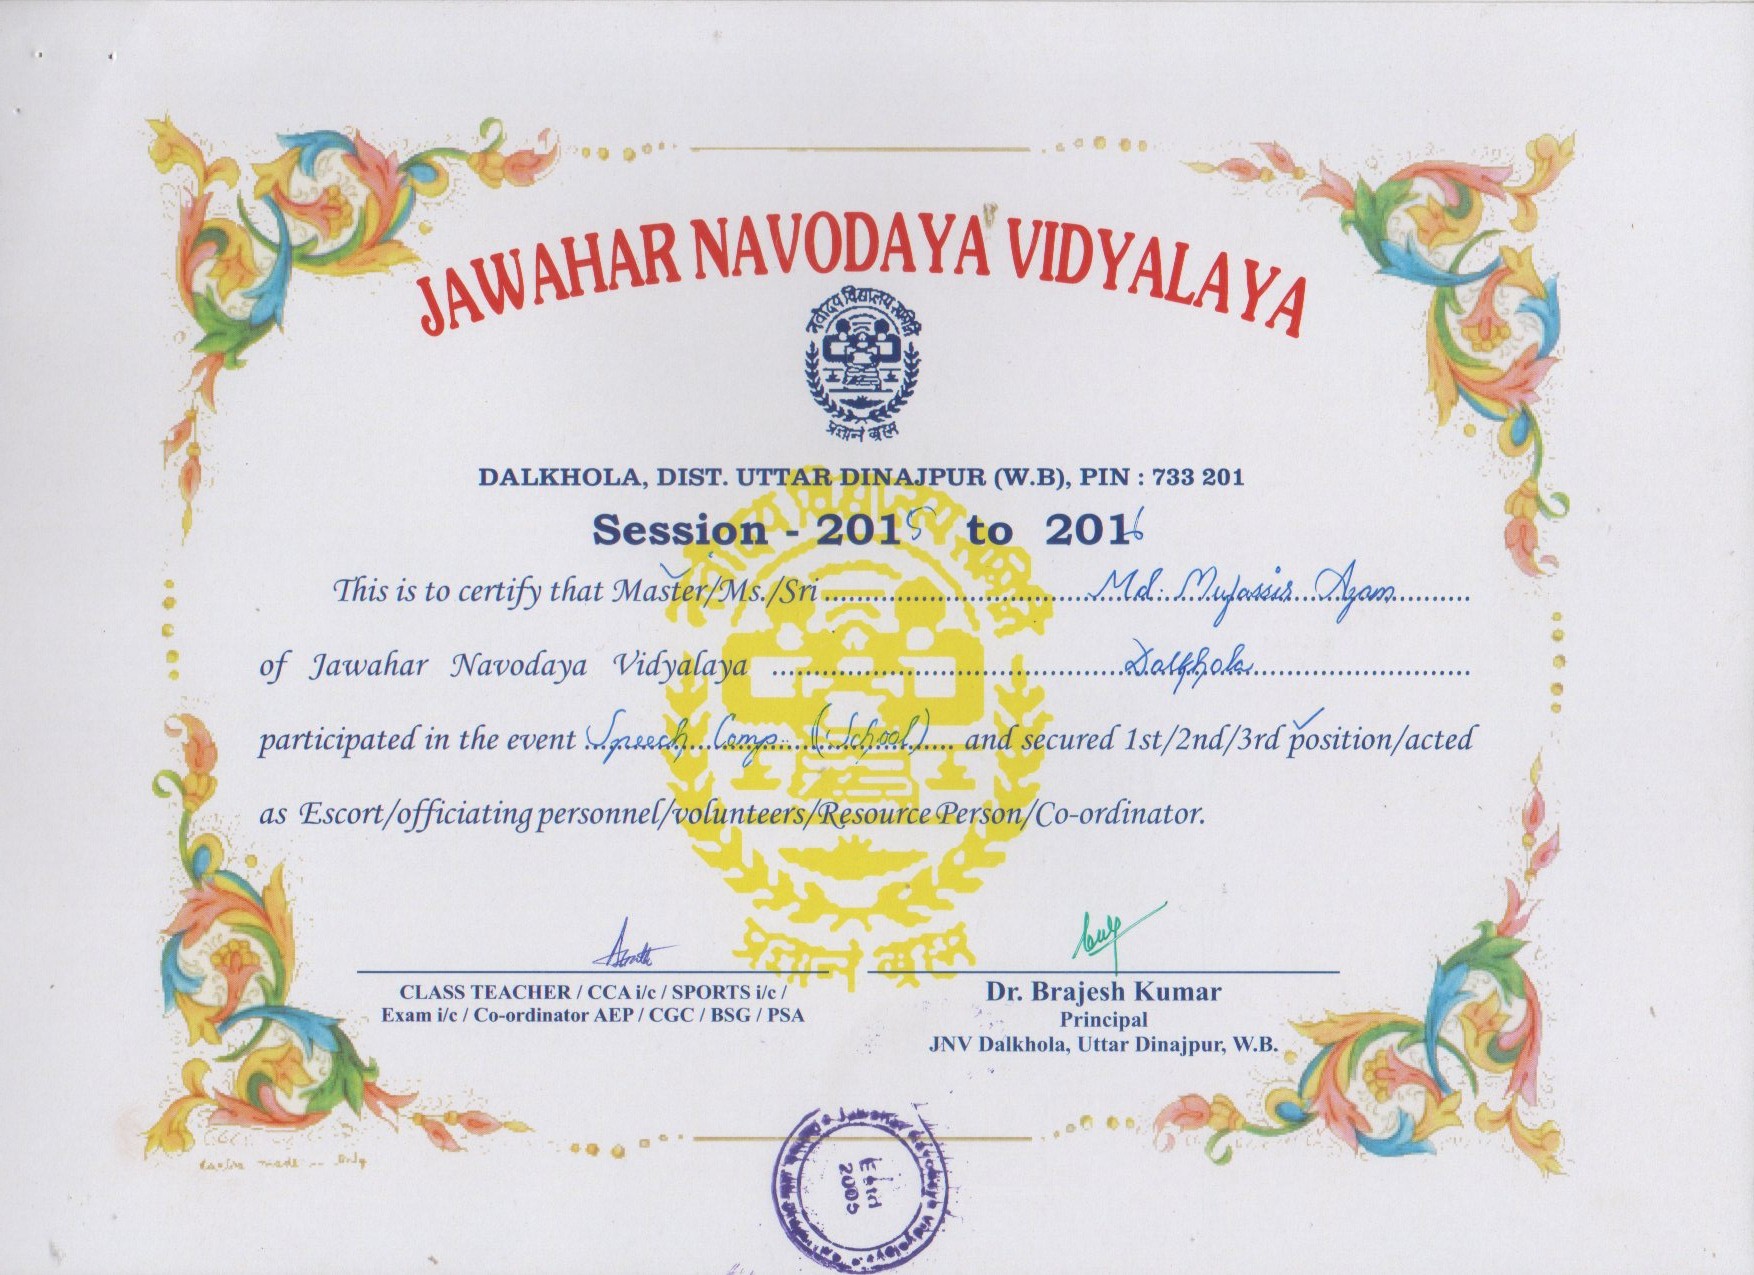 JAWAHAR NAVODAYA VIDYALAYA
नवोदय विद्यालय समिति
प्रज्ञानं ब्रह्म
DALKHOLA, DIST. UTTAR DINAJPUR (W.B), PIN : 733 201
Session - 2015 to 2016
This is to certify that Master/Ms./Sri Md. Mufassir Azam
of Jawahar Navodaya Vidyalaya Dalkhola
participated in the event Speech Comp. (School) and secured 1st/2nd/3rd position/acted
as Escort/officiating personnel/volunteers/Resource Person/Co-ordinator.
CLASS TEACHER / CCA i/c / SPORTS i/c /
Exam i/c / Co-ordinator AEP / CGC / BSG / PSA
Dr. Brajesh Kumar
Principal
JNV Dalkhola, Uttar Dinajpur, W.B.
Jawahar Navodaya Vidyalaya
Estd
2005